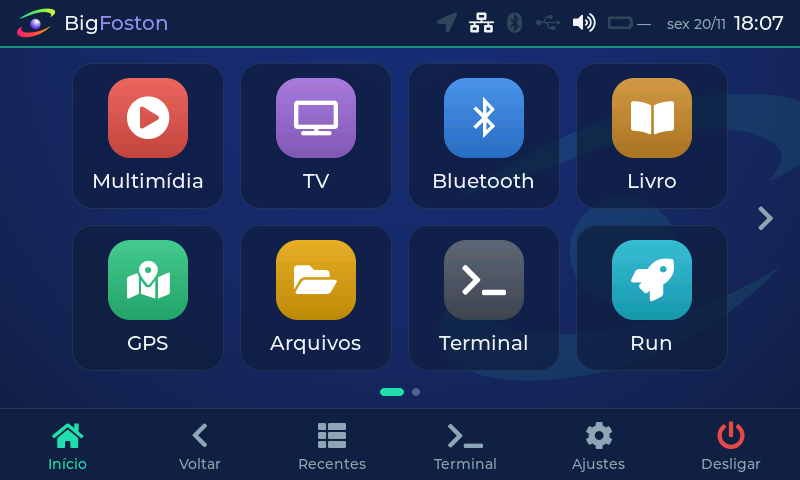 BigFoston
sex 20/11 18:07
Multimídia
TV
Bluetooth
Livro
GPS
Arquivos
Terminal
Run
Início
Voltar
Recentes
Terminal
Ajustes
Desligar